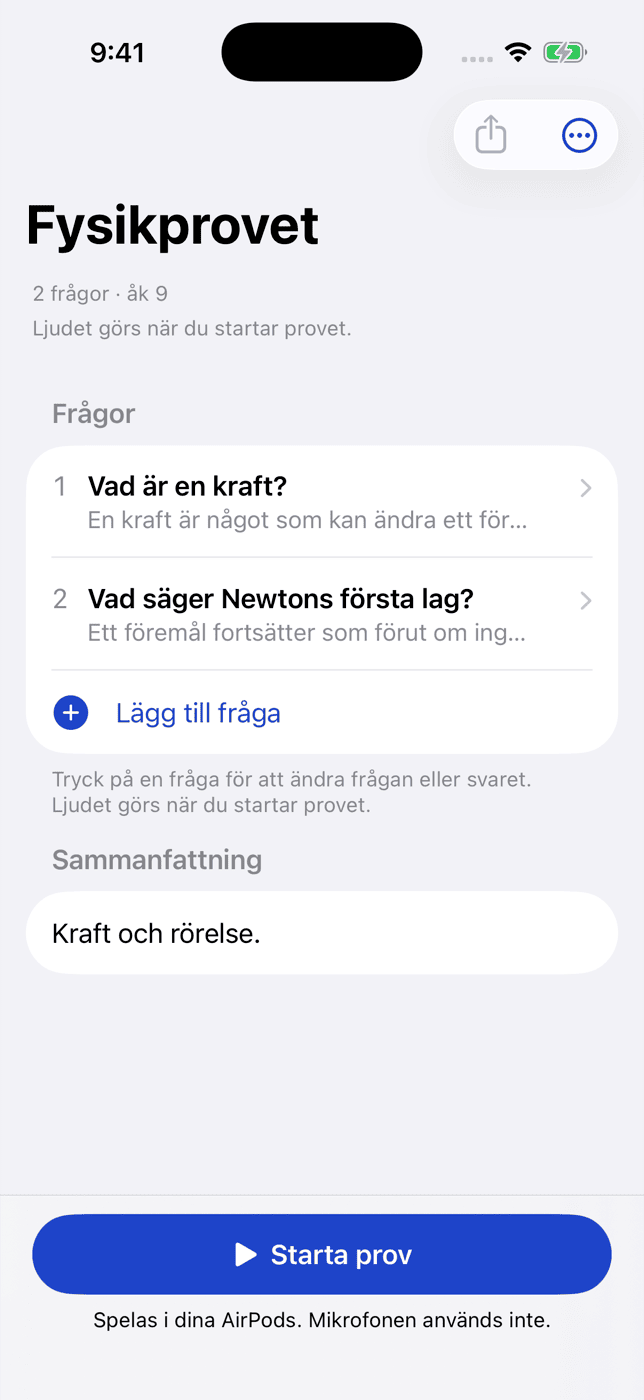 9:41
Fysikprovet
2 frågor · åk 9
Ljudet görs när du startar provet.
Frågor
1 Vad är en kraft?
En kraft är något som kan ändra ett för...
2 Vad säger Newtons första lag?
Ett föremål fortsätter som förut om ing...
Lägg till fråga
Tryck på en fråga för att ändra frågan eller svaret.
Ljudet görs när du startar provet.
Sammanfattning
Kraft och rörelse.
Starta prov
Spelas i dina AirPods. Mikrofonen används inte.